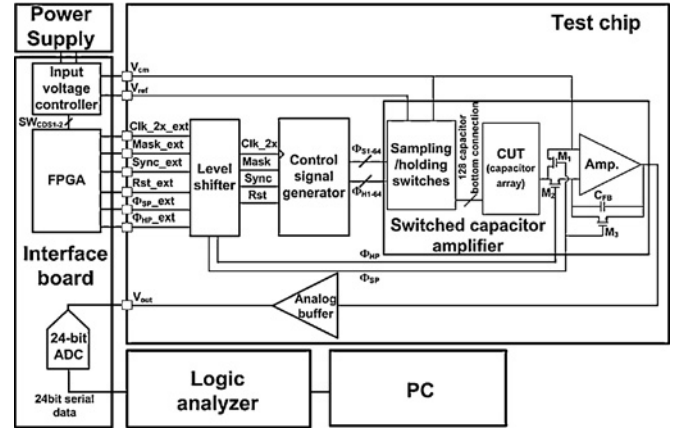 Power
Supply
Test chip
Input
voltage
controller
V_cm
V_ref
SW_CDS1-2
FPGA
Clk_2x_ext
Mask_ext
Sync_ext
Rst_ext
Φ_SP_ext
Φ_HP_ext
Level
shifter
Clk_2x
Mask
Sync
Rst
Control
signal
generator
Φ_S1-64
Φ_H1-64
Sampling
/holding
switches
128 capacitor
bottom connection
CUT
(capacitor
array)
M_1
M_2
Amp.
C_FB
M_3
Switched capacitor
amplifier
Φ_HP
Φ_SP
Interface
board
V_out
Analog
buffer
24-bit
ADC
24bit serial
data
Logic
analyzer
PC